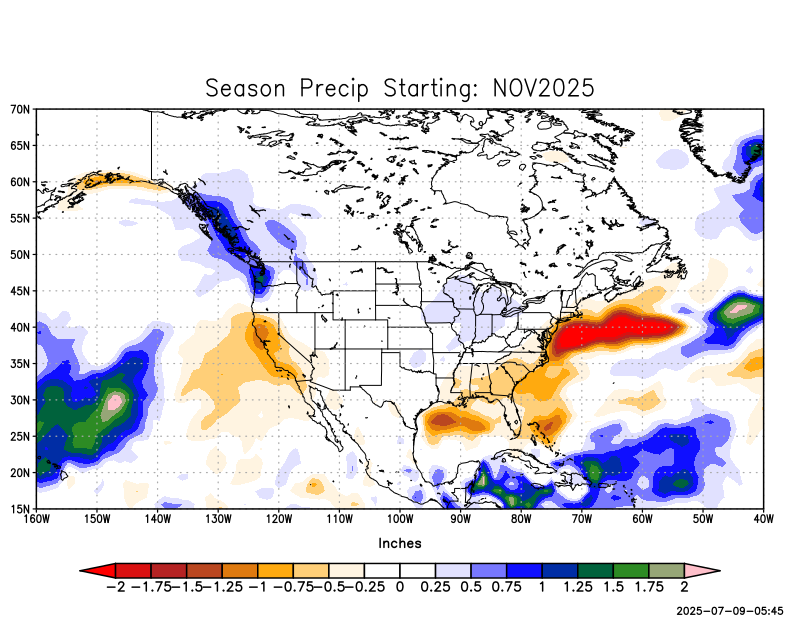 Season Precip Starting: NOV2025
70N
65N
60N
55N
50N
45N
40N
35N
30N
25N
20N
15N
160W 150W 140W 130W 120W 110W 100W 90W 80W 70W 60W 50W 40W
Inches
-2 -1.75 -1.5 -1.25 -1 -0.75 -0.5 -0.25 0 0.25 0.5 0.75 1 1.25 1.5 1.75 2
2025-07-09-05:45